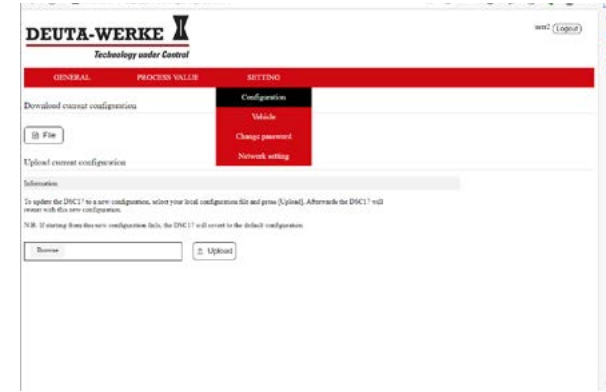 DEUTA-WERKE
Technology under Control
Logout
GENERAL PROCESS VALUE SETTING
Configuration
Vehicle
Change password
Network setting
Download current configuration
File
Upload current configuration
Information
To update the DSC17 to a new configuration, select your local configuration file and press [Upload]. Afterwards the DSC17 will
restart with this new configuration.
N.B. If starting from this new configuration fails, the DSC17 will revert to the default configuration
Browse
Upload